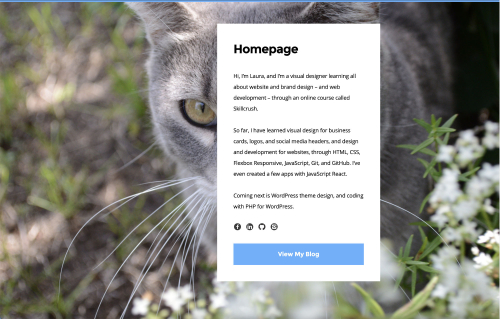 Homepage
Hi, I'm Laura, and I'm a visual designer learning all
about website and brand design – and web
development – through an online course called
Skillcrush.
So far, I have learned visual design for business
cards, logos, and social media headers, and design
and development for websites, through HTML, CSS,
Flexbox Responsive, JavaScript, Git, and GitHub. I've
even created a few apps with JavaScript React.
Coming next is WordPress theme design, and coding
with PHP for WordPress.
View My Blog